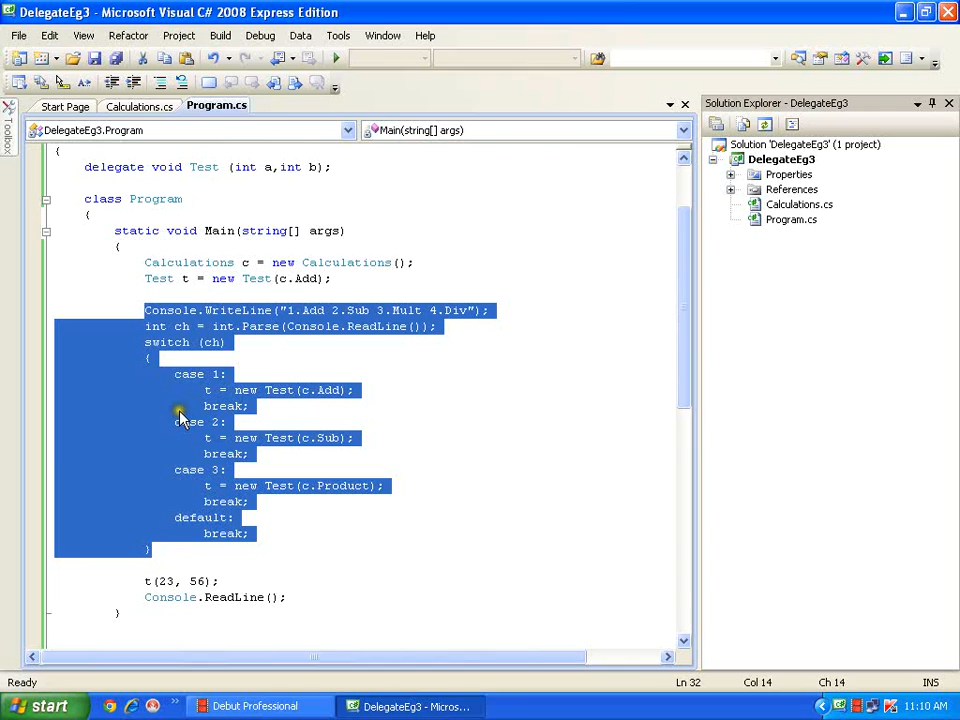 DelegateEg3 - Microsoft Visual C# 2008 Express Edition
File Edit View Refactor Project Build Debug Data Tools Window Help
Start Page Calculations.cs Program.cs
Solution Explorer - DelegateEg3
Toolbox
DelegateEg3.Program Main(string[] args)
{
delegate void Test (int a,int b);
class Program
{
static void Main(string[] args)
{
Calculations c = new Calculations();
Test t = new Test(c.Add);
Console.WriteLine("1.Add 2.Sub 3.Mult 4.Div");
int ch = int.Parse(Console.ReadLine());
switch (ch)
{
case 1:
t = new Test(c.Add);
break;
case 2:
t = new Test(c.Sub);
break;
case 3:
t = new Test(c.Product);
break;
default:
break;
}
t(23, 56);
Console.ReadLine();
}
Solution 'DelegateEg3' (1 project)
DelegateEg3
Properties
References
Calculations.cs
Program.cs
Ready Ln 32 Col 14 Ch 14 INS
start Debut Professional DelegateEg3 - Micros... 11:10 AM